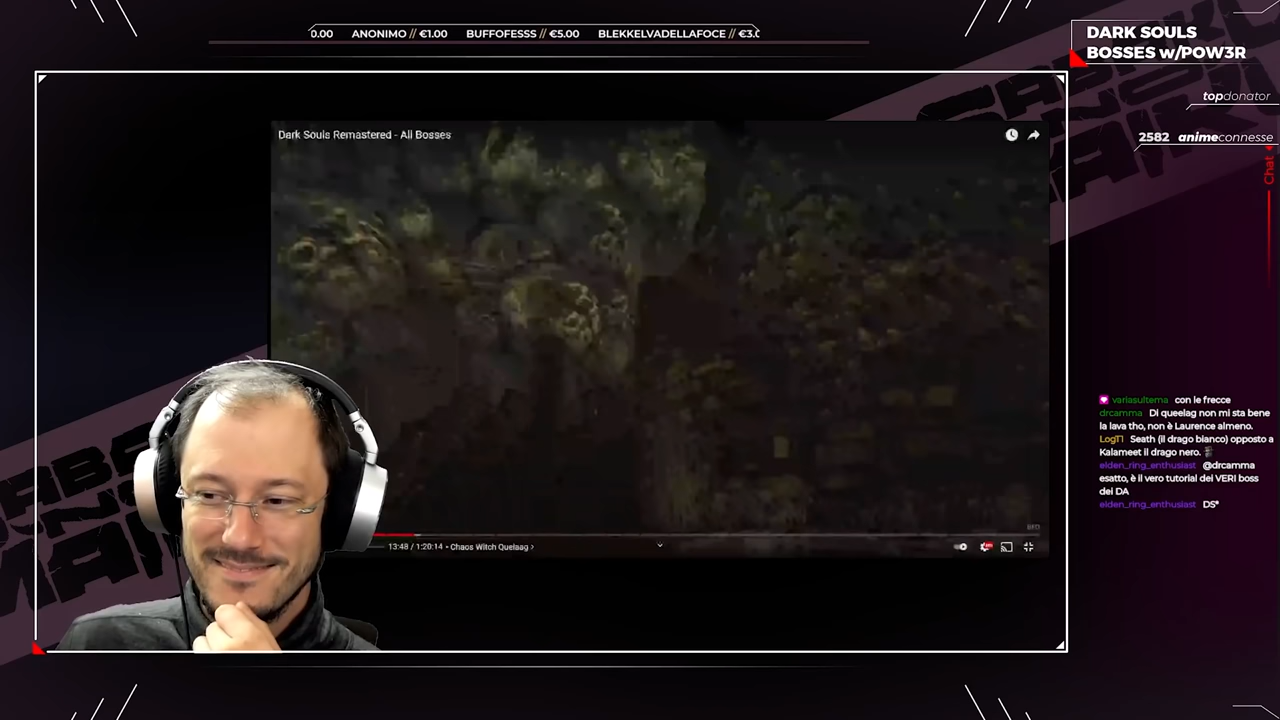 0.00 ANONIMO // €1.00 BUFFOFESSS // €5.00 BLEKKELVADELLAFOCE // €3.0
DARK SOULS
BOSSES w/POW3R
topdonator
2582 animeconnesse
Chat
Dark Souls Remastered - All Bosses
variasultema con le frecce
drcamma Di queelag non mi sta bene
la lava tho, non è Laurence almeno.
LogT1 Seath (il drago bianco) opposto a
Kalameet il drago nero.
elden_ring_enthusiast @drcamma
esatto, è il vero tutorial dei VERI boss
dei DA
elden_ring_enthusiast DS*
13:48 / 1:20:14 • Chaos Witch Quelaag ›